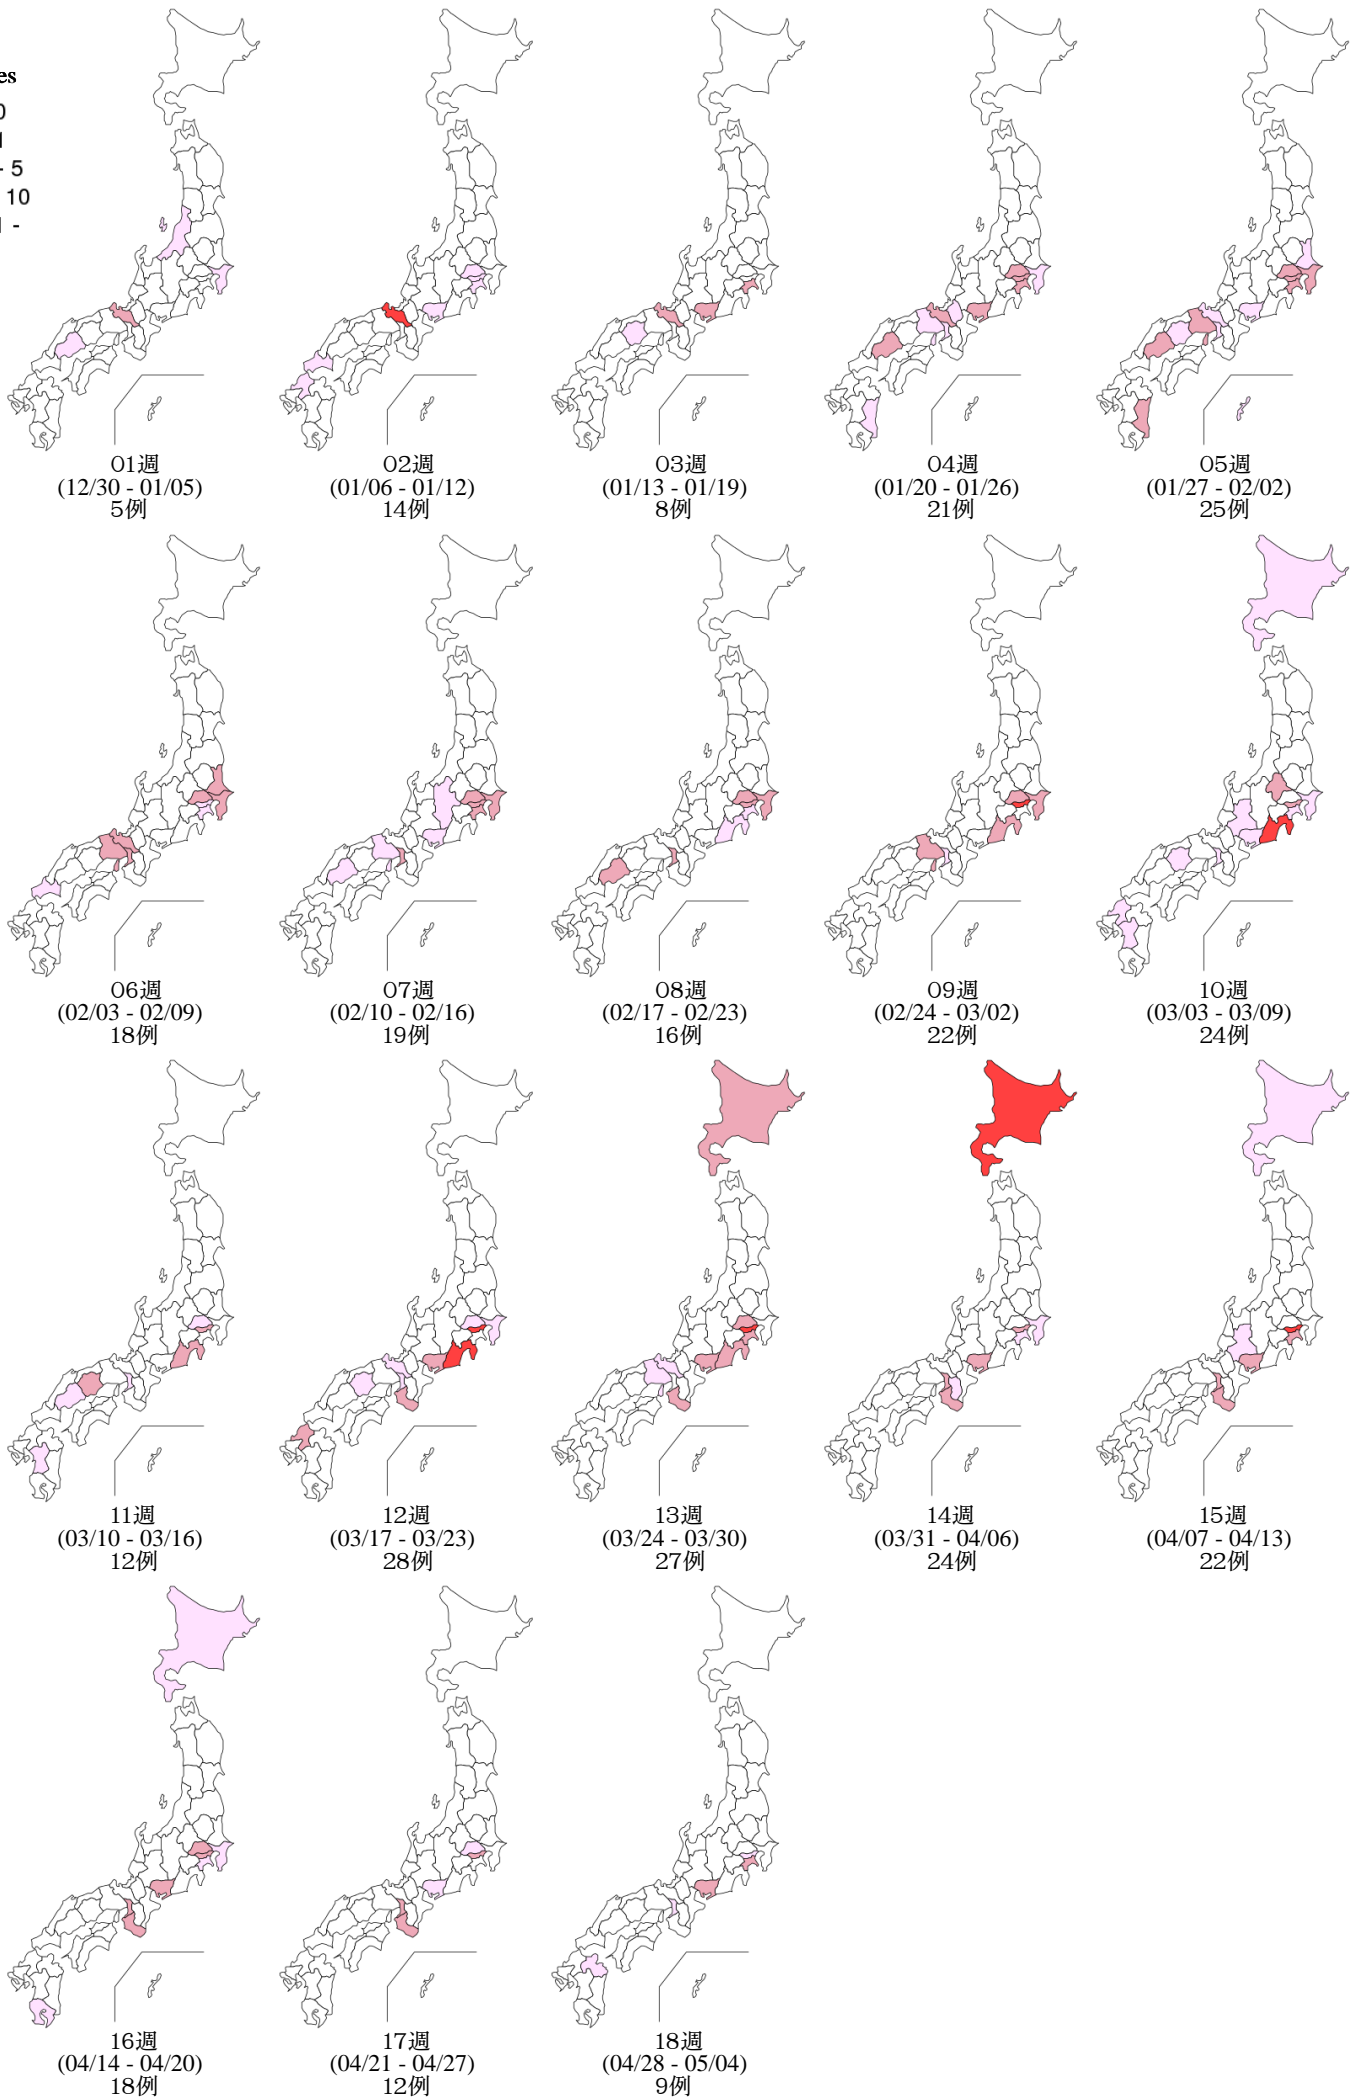 es
0
1
- 5
10
-
01週
(12/30 - 01/05)
5例
02週
(01/06 - 01/12)
14例
03週
(01/13 - 01/19)
8例
04週
(01/20 - 01/26)
21例
05週
(01/27 - 02/02)
25例
06週
(02/03 - 02/09)
18例
07週
(02/10 - 02/16)
19例
08週
(02/17 - 02/23)
16例
09週
(02/24 - 03/02)
22例
10週
(03/03 - 03/09)
24例
11週
(03/10 - 03/16)
12例
12週
(03/17 - 03/23)
28例
13週
(03/24 - 03/30)
27例
14週
(03/31 - 04/06)
24例
15週
(04/07 - 04/13)
22例
16週
(04/14 - 04/20)
18例
17週
(04/21 - 04/27)
12例
18週
(04/28 - 05/04)
9例